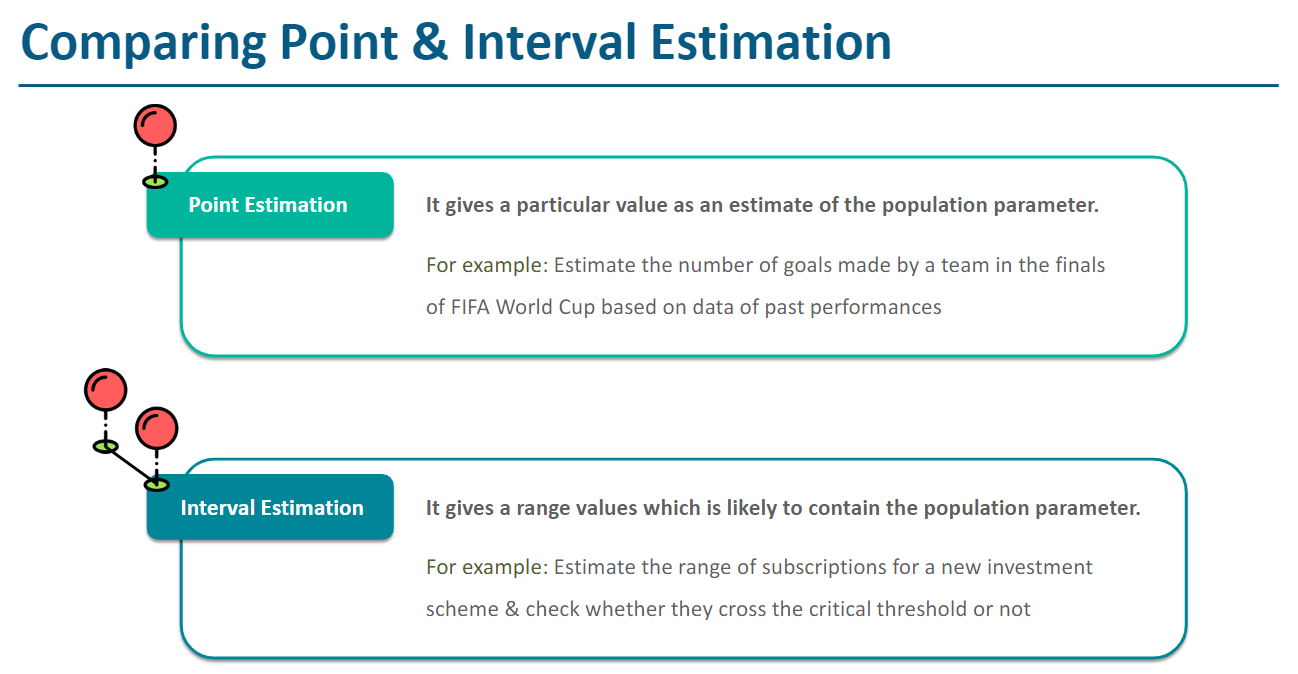 Comparing Point & Interval Estimation
Point Estimation
It gives a particular value as an estimate of the population parameter.
For example: Estimate the number of goals made by a team in the finals
of FIFA World Cup based on data of past performances
Interval Estimation
It gives a range values which is likely to contain the population parameter.
For example: Estimate the range of subscriptions for a new investment
scheme & check whether they cross the critical threshold or not